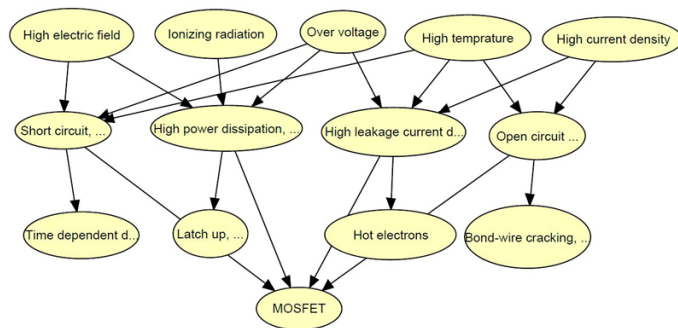 High electric field
Ionizing radiation
Over voltage
High temprature
High current density
Short circuit, ...
High power dissipation, ...
High leakage current d...
Open circuit ...
Time dependent d...
Latch up, ...
Hot electrons
Bond-wire cracking, ...
MOSFET